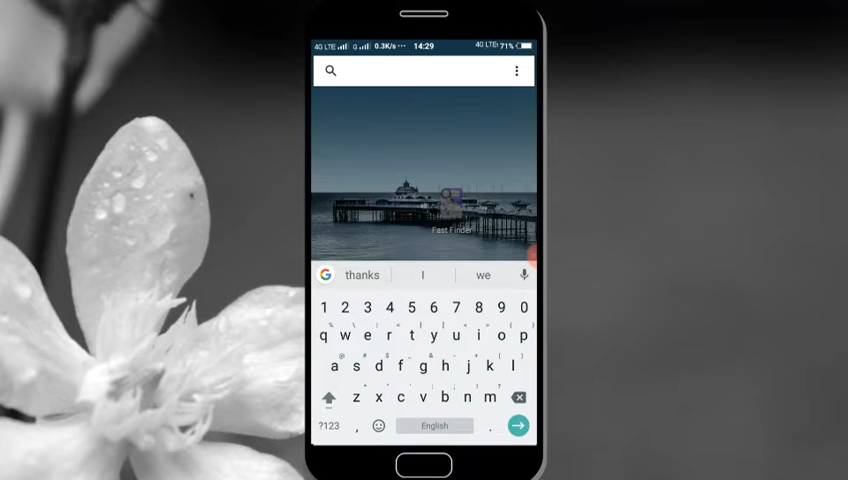 4G LTE G 0.3K/s ··· 14:29 4G LTE 71%
Fast Finder
G thanks I we
1 2 3 4 5 6 7 8 9 0
% \ | = [ ] < > { }
q w e r t y u i o p
@ # $ _ & - + ( )
a s d f g h j k l
* " ' : ; ! ?
z x c v b n m
?123 , English .